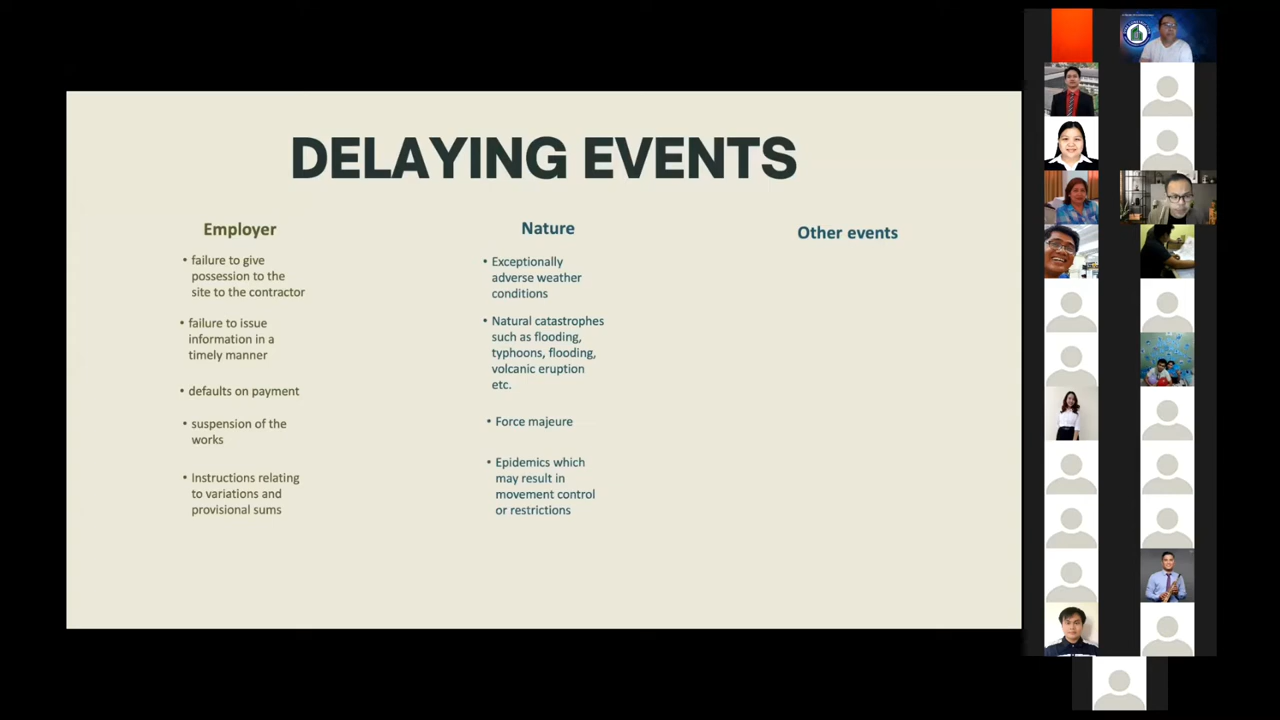 DELAYING EVENTS
Employer
• failure to give
possession to the
site to the contractor
• failure to issue
information in a
timely manner
• defaults on payment
• suspension of the
works
• Instructions relating
to variations and
provisional sums
Nature
• Exceptionally
adverse weather
conditions
• Natural catastrophes
such as flooding,
typhoons, flooding,
volcanic eruption
etc.
• Force majeure
• Epidemics which
may result in
movement control
or restrictions
Other events